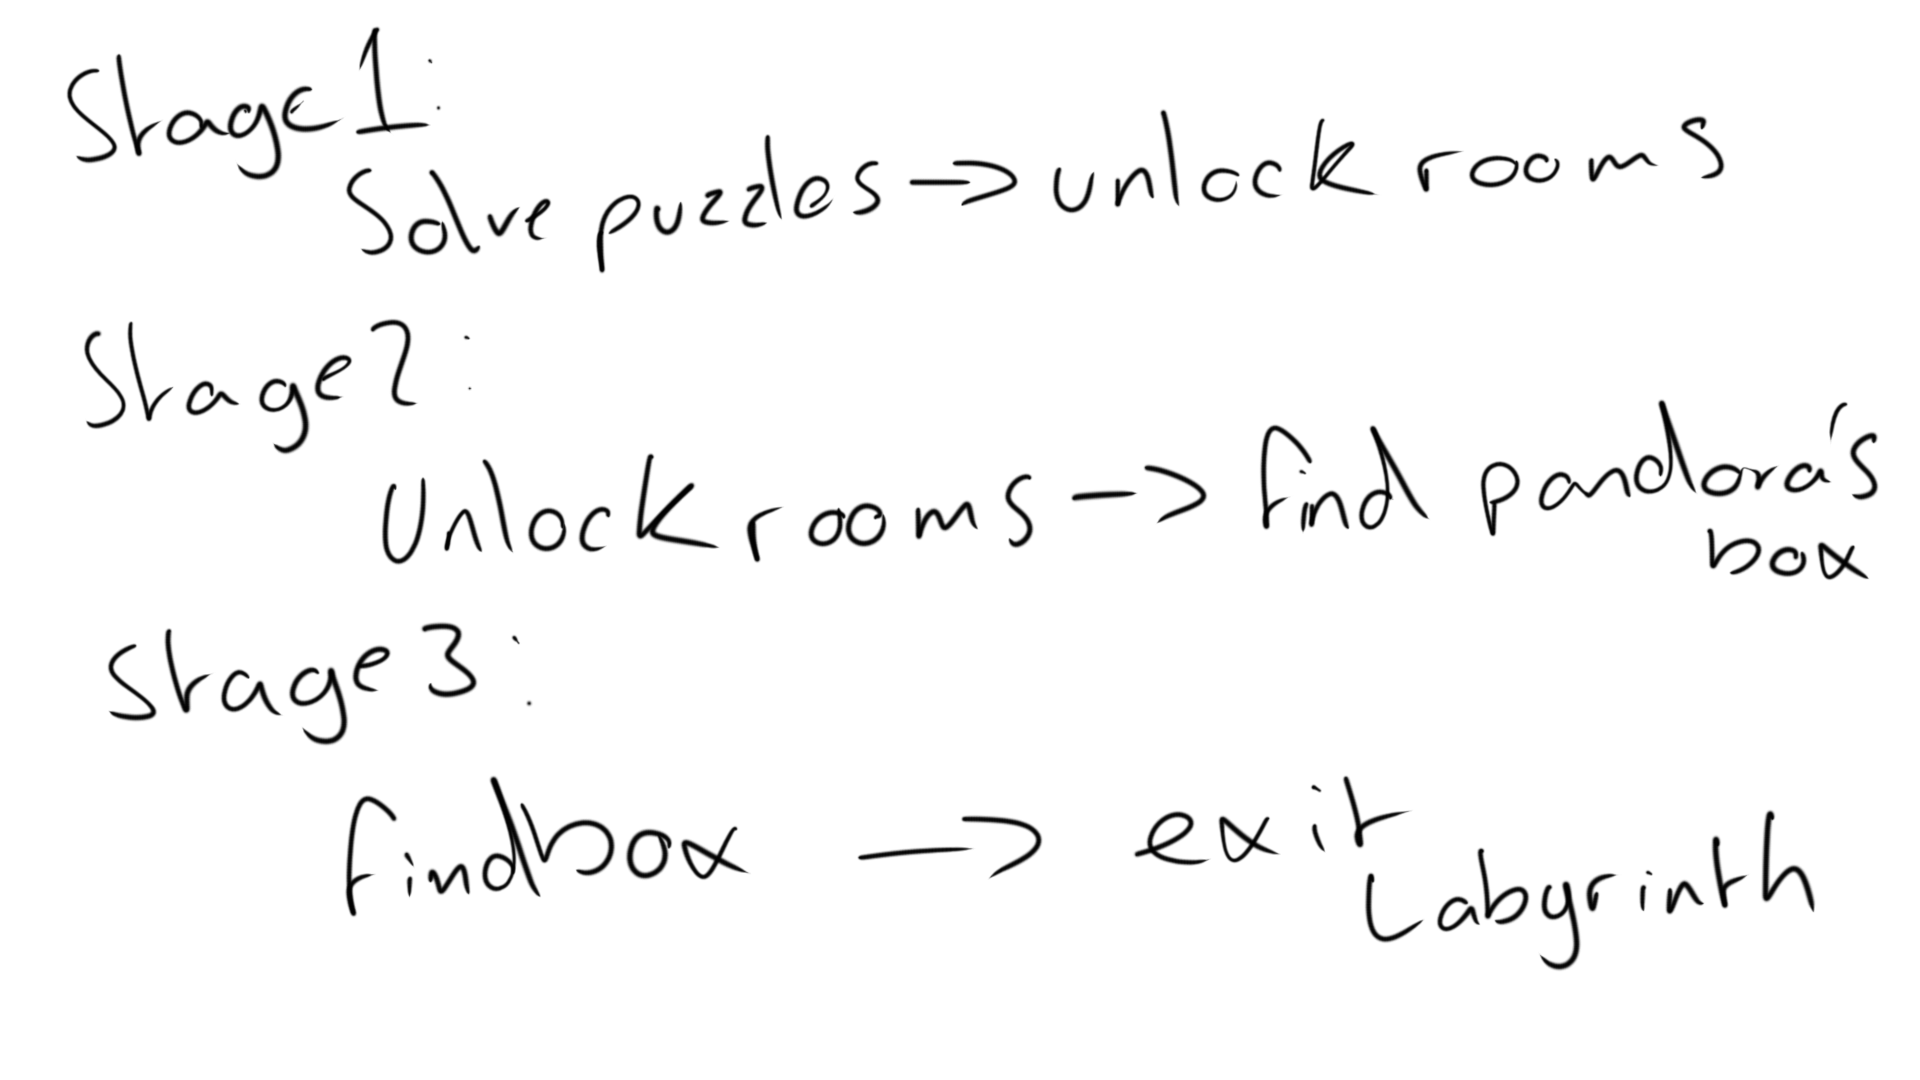 Stage 1:
Solve puzzles → unlock rooms
Stage 2:
Unlock rooms → find pandora's
box
Stage 3:
find box → exit
Labyrinth